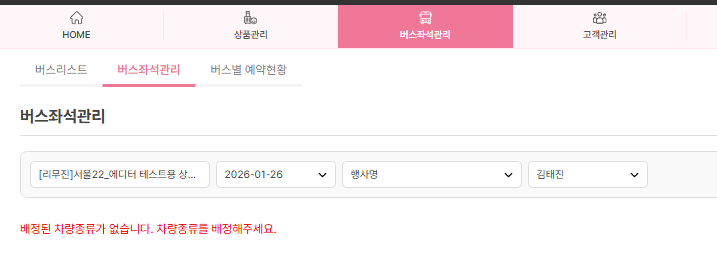 HOME 상품관리 버스좌석관리 고객관리
버스리스트 버스좌석관리 버스별 예약현황
버스좌석관리
[리무진]서울22_에디터 테스트용 상... 2026-01-26 행사명 김태진
배정된 차량종류가 없습니다. 차량종류를 배정해주세요.